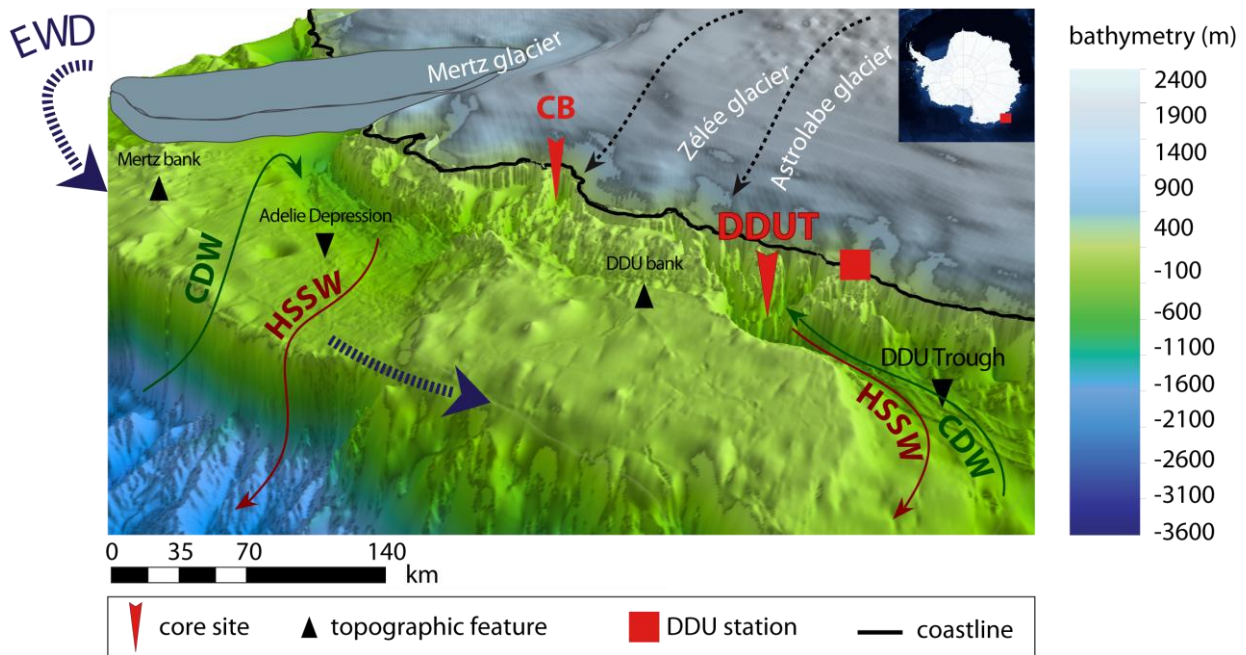 EWD
Mertz glacier
CB
Zélée glacier
Astrolabe glacier
Mertz bank
Adelie Depression
CDW
HSSW
DDU bank
DDUT
DDU Trough
HSSW
CDW
bathymetry (m)
2400
1900
1400
900
400
-100
-600
-1100
-1600
-2100
-2600
-3100
-3600
0 35 70 140
km
core site
topographic feature
DDU station
coastline